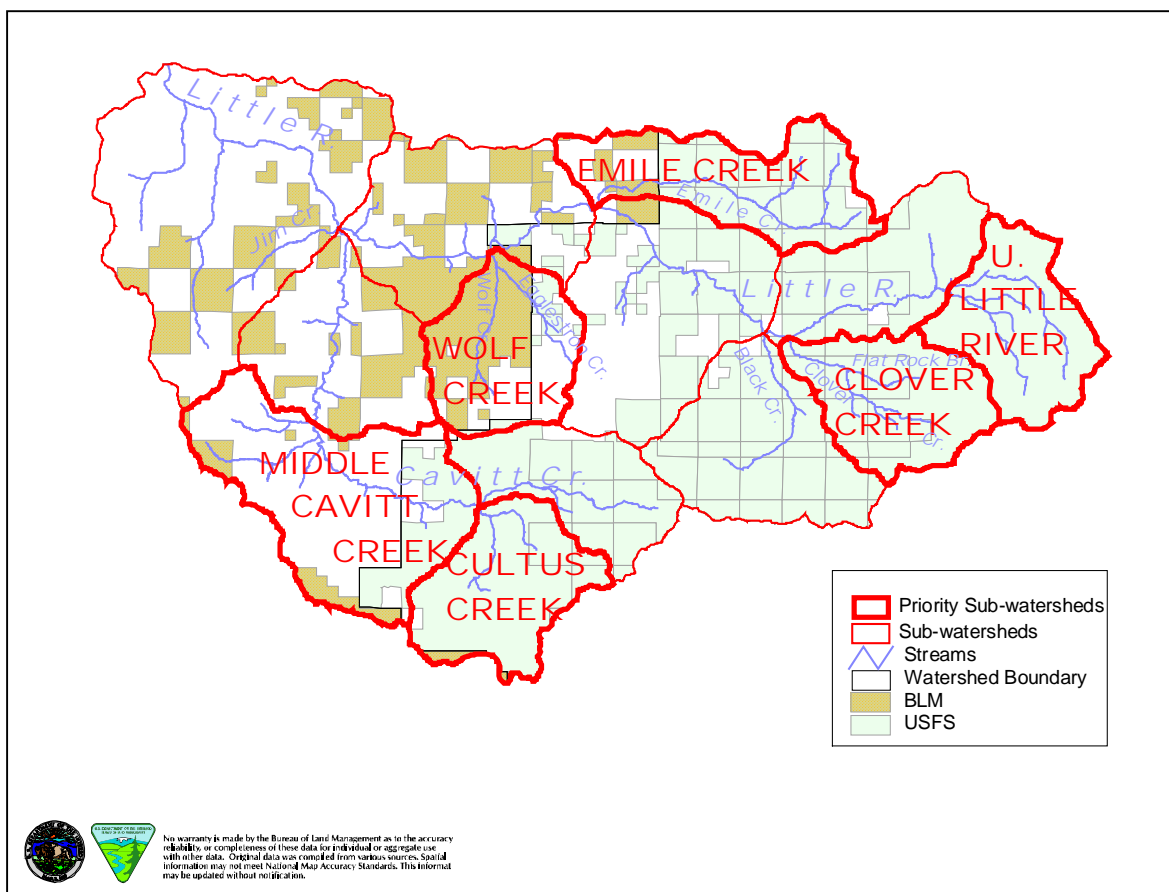 Little R.
EMILE CREEK
Emile Cr.
Jim Cr.
U.
LITTLE
RIVER
Little R.
Wolf Cr.
Egglestron Cr.
WOLF
CREEK
Black Cr.
Flat Rock Br.
Clover Cr.
CLOVER
CREEK
MIDDLE
CAVITT
CREEK
Cavitt Cr.
CULTUS
CREEK
Priority Sub-watersheds
Sub-watersheds
Streams
Watershed Boundary
BLM
USFS
No warranty is made by the Bureau of Land Management as to the accuracy
reliability, or completeness of these data for individual or aggregate use
with other data. Original data was compiled from various sources. Spatial
information may not meet National Map Accuracy Standards. This informat
may be updated without notification.